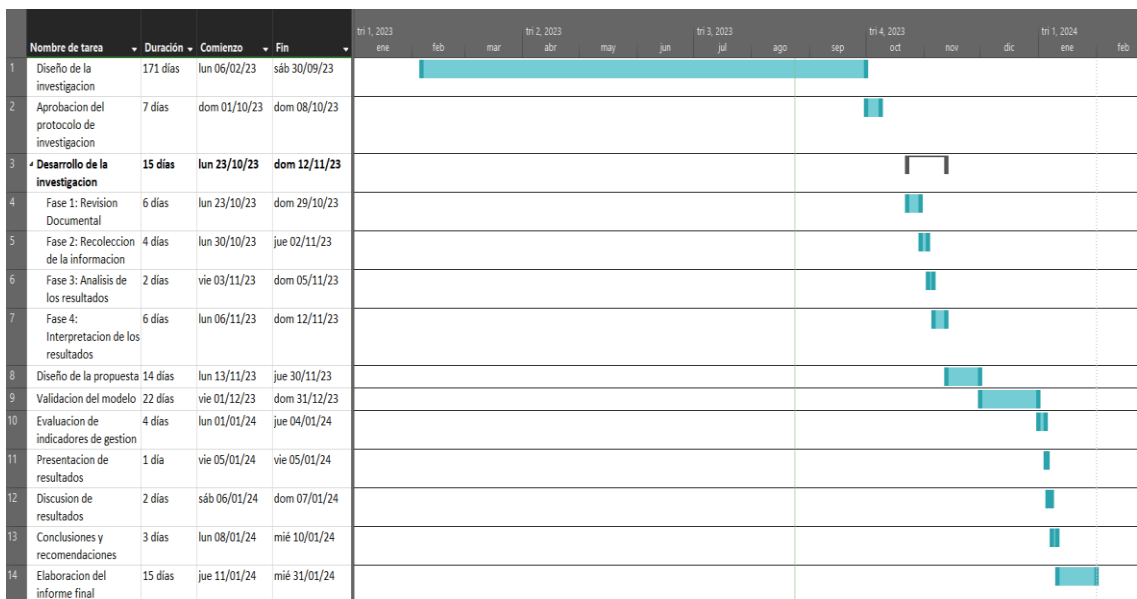 tri 1, 2023 tri 2, 2023 tri 3, 2023 tri 4, 2023 tri 1, 2024
Nombre de tarea Duración Comienzo Fin ene feb mar abr may jun jul ago sep oct nov dic ene feb
1 Diseño de la 171 días lun 06/02/23 sáb 30/09/23
investigacion
2 Aprobacion del 7 días dom 01/10/23 dom 08/10/23
protocolo de
investigacion
3 Desarrollo de la 15 días lun 23/10/23 dom 12/11/23
investigacion
4 Fase 1: Revision 6 días lun 23/10/23 dom 29/10/23
Documental
5 Fase 2: Recoleccion 4 días lun 30/10/23 jue 02/11/23
de la informacion
6 Fase 3: Analisis de 2 días vie 03/11/23 dom 05/11/23
los resultados
7 Fase 4: 6 días lun 06/11/23 dom 12/11/23
Interpretacion de los
resultados
8 Diseño de la propuesta 14 días lun 13/11/23 jue 30/11/23
9 Validacion del modelo 22 días vie 01/12/23 dom 31/12/23
10 Evaluacion de 4 días lun 01/01/24 jue 04/01/24
indicadores de gestion
11 Presentacion de 1 día vie 05/01/24 vie 05/01/24
resultados
12 Discusion de 2 días sáb 06/01/24 dom 07/01/24
resultados
13 Conclusiones y 3 días lun 08/01/24 mié 10/01/24
recomendaciones
14 Elaboracion del 15 días jue 11/01/24 mié 31/01/24
informe final